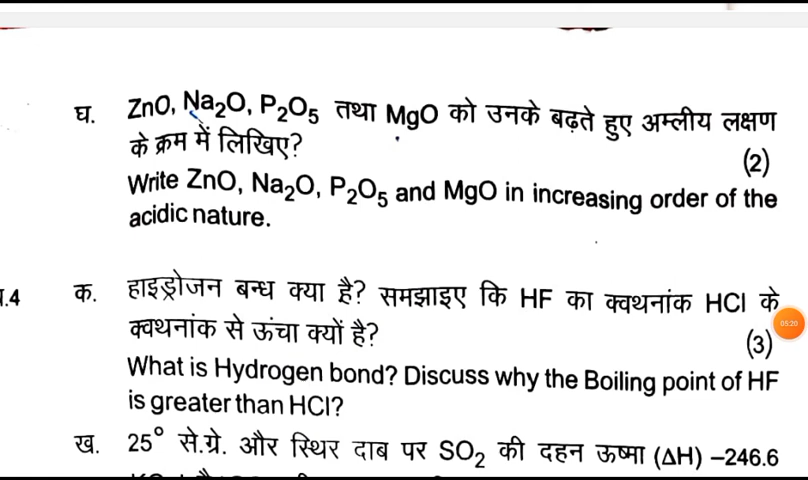 घ. ZnO, Na₂O, P₂O₅ तथा MgO को उनके बढ़ते हुए अम्लीय लक्षण
के क्रम में लिखिए?
(2)
Write ZnO, Na₂O, P₂O₅ and MgO in increasing order of the
acidic nature.
.4 क. हाइड्रोजन बन्ध क्या है? समझाइए कि HF का क्वथनांक HCl के
क्वथनांक से ऊंचा क्यों है?
(3)
What is Hydrogen bond? Discuss why the Boiling point of HF
is greater than HCl?
05:20
ख. 25° से.ग्रे. और स्थिर दाब पर SO₂ की दहन ऊष्मा (ΔH) –246.6